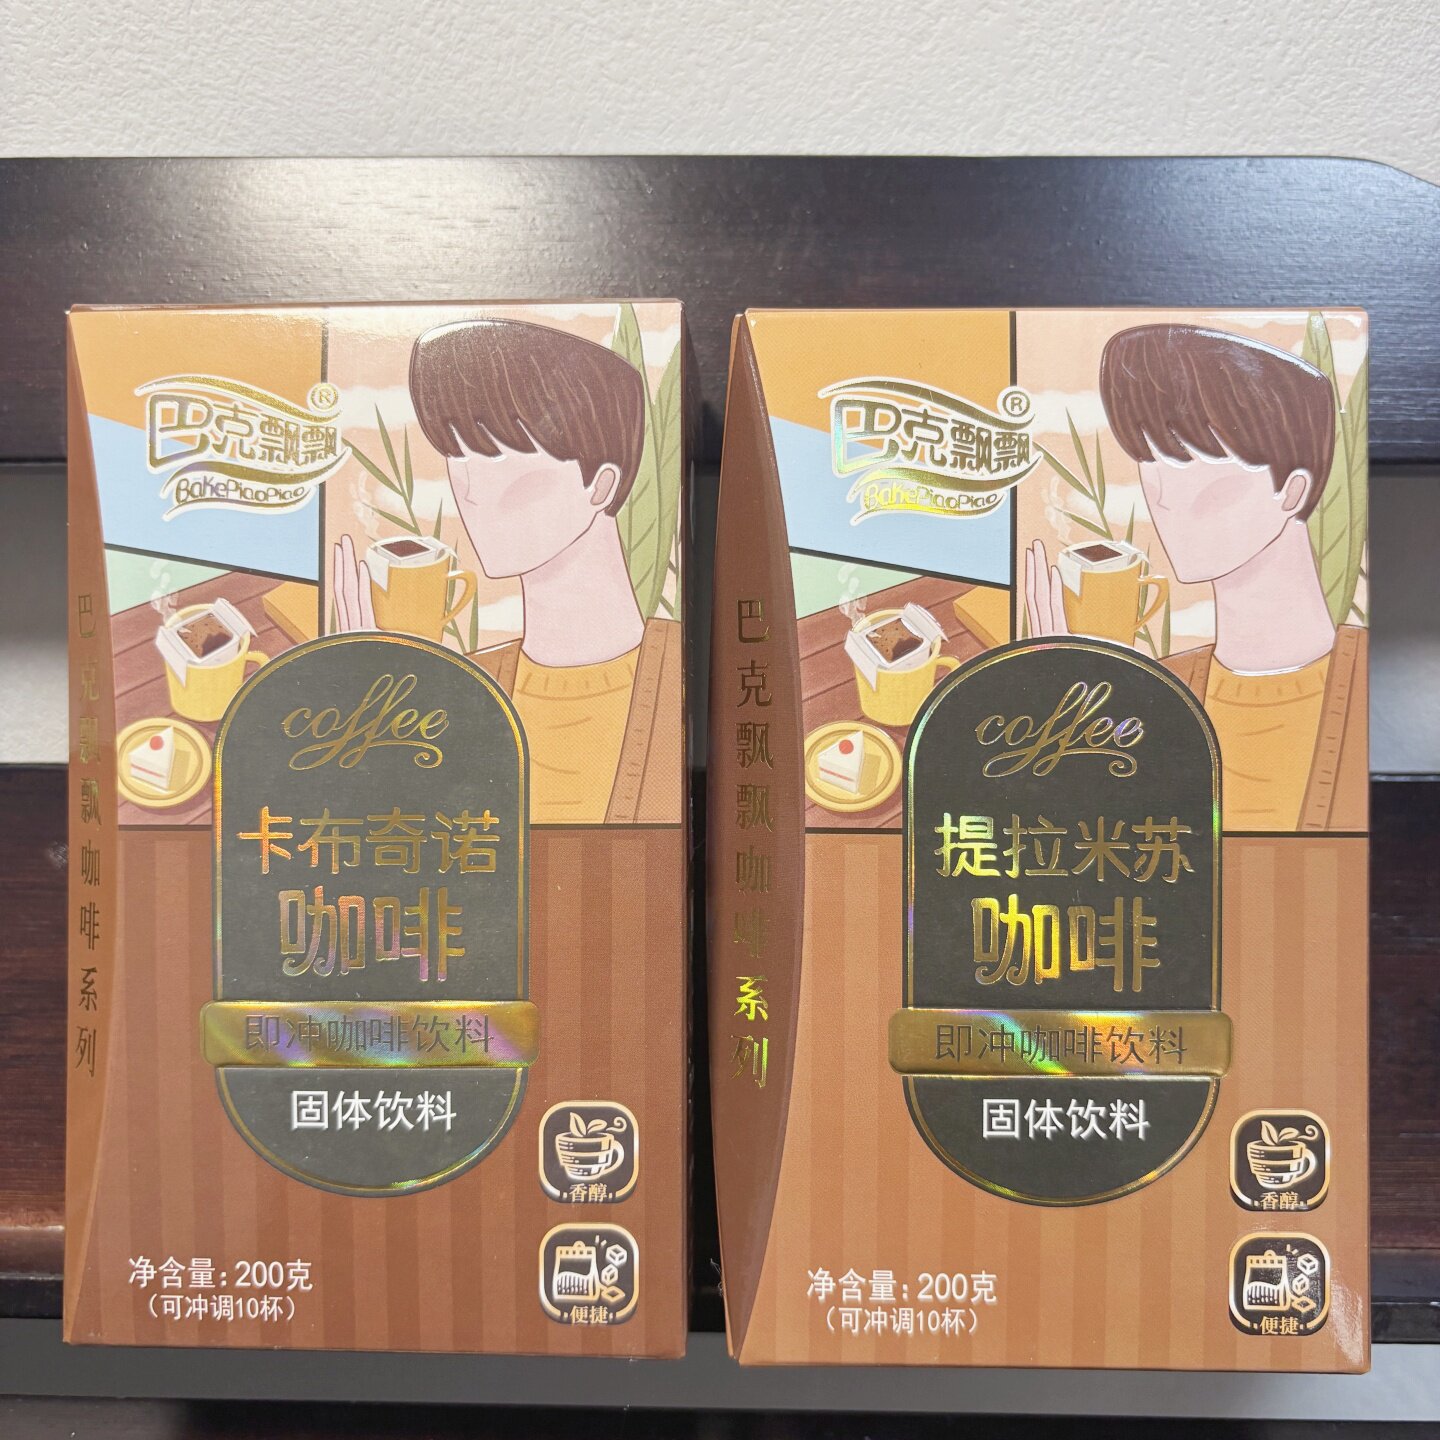 巴克飘飘®
BaKePiaoPiao
巴克飘飘咖啡系列
coffee
卡布奇诺
咖啡
即冲咖啡饮料
固体饮料
香醇
便捷
净含量:200克
（可冲调10杯）
巴克飘飘®
BaKePiaoPiao
巴克飘飘咖啡系列
coffee
提拉米苏
咖啡
即冲咖啡饮料
固体饮料
香醇
便捷
净含量:200克
（可冲调10杯）